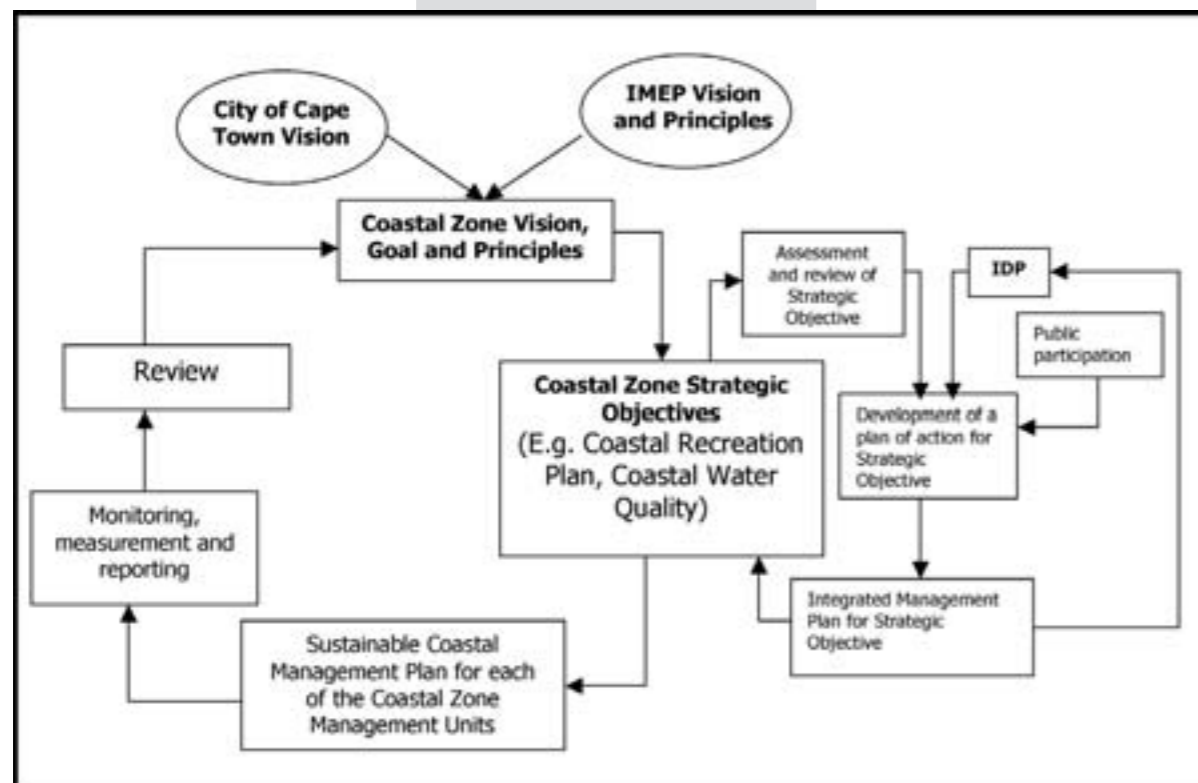 City of Cape
Town Vision
IMEP Vision
and Principles
Coastal Zone Vision,
Goal and Principles
Assessment
and review of
Strategic
Objective
IDP
Public
participation
Review
Coastal Zone Strategic
Objectives
(E.g. Coastal Recreation
Plan, Coastal Water
Quality)
Development of a
plan of action for
Strategic
Objective
Monitoring,
measurement and
reporting
Integrated Management
Plan for Strategic
Objective
Sustainable Coastal
Management Plan for each
of the Coastal Zone
Management Units